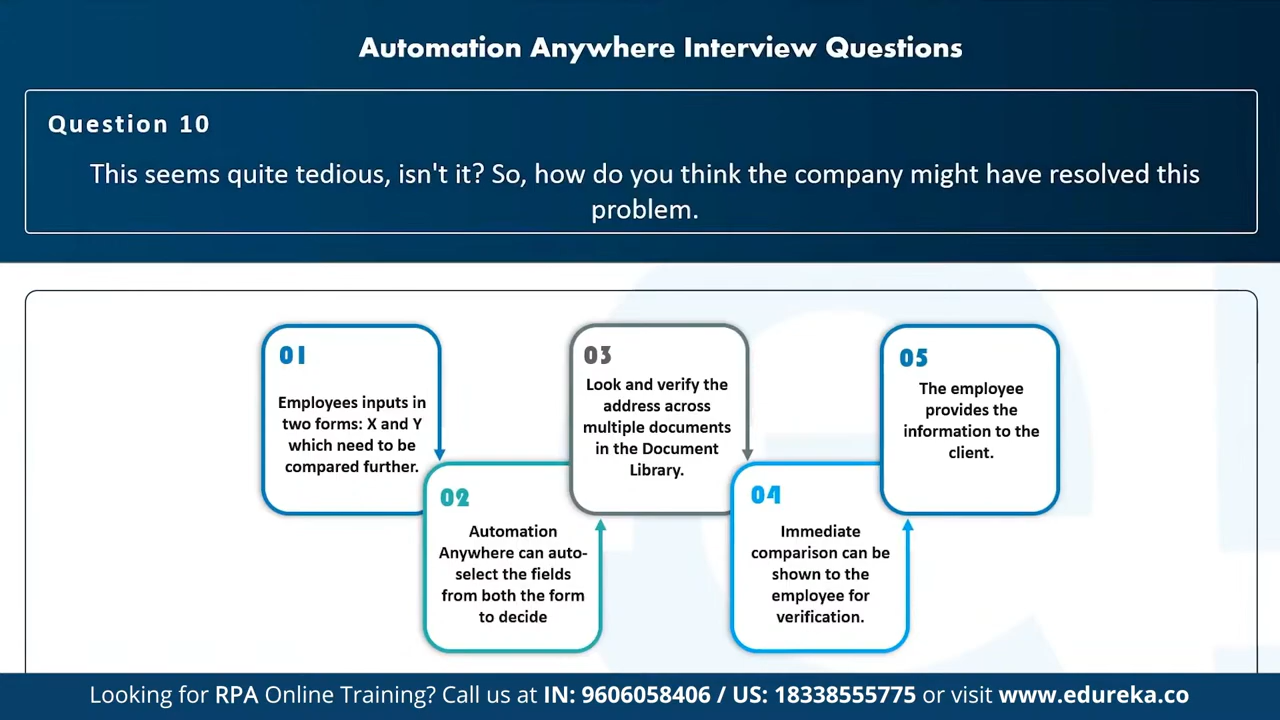 Automation Anywhere Interview Questions
Question 10
This seems quite tedious, isn't it? So, how do you think the company might have resolved this
problem.
01
Employees inputs in
two forms: X and Y
which need to be
compared further.
02
Automation
Anywhere can auto-
select the fields
from both the form
to decide
03
Look and verify the
address across
multiple documents
in the Document
Library.
04
Immediate
comparison can be
shown to the
employee for
verification.
05
The employee
provides the
information to the
client.
Looking for RPA Online Training? Call us at IN: 9606058406 / US: 18338555775 or visit www.edureka.co